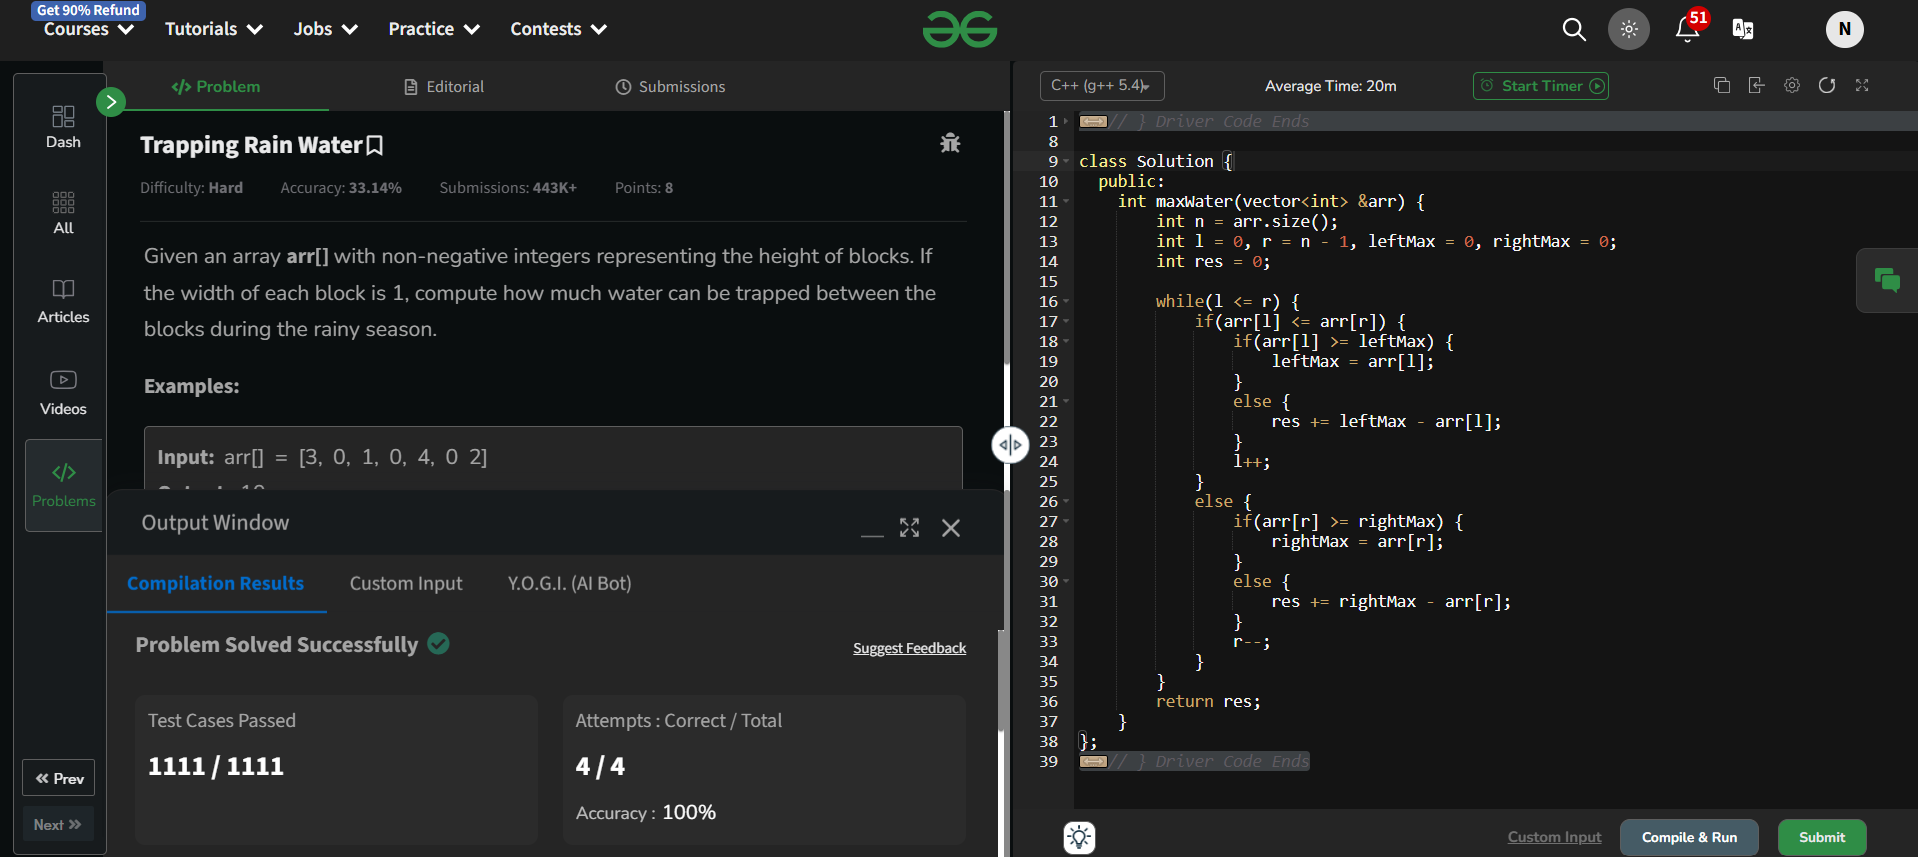 Get 90% Refund
Courses
Tutorials
Jobs
Practice
Contests
51
N
Dash
All
Articles
Videos
Problems
Prev
Next
Problem
Editorial
Submissions
Trapping Rain Water
Difficulty: Hard Accuracy: 33.14% Submissions: 443K+ Points: 8
Given an array arr[] with non-negative integers representing the height of blocks. If
the width of each block is 1, compute how much water can be trapped between the
blocks during the rainy season.
Examples:
Input: arr[] = [3, 0, 1, 0, 4, 0 2]
Output Window
Compilation Results
Custom Input
Y.O.G.I. (AI Bot)
Problem Solved Successfully
Suggest Feedback
Test Cases Passed
1111 / 1111
Attempts : Correct / Total
4 / 4
Accuracy : 100%
C++ (g++ 5.4)
Average Time: 20m
Start Timer
1 // } Driver Code Ends
8
9 class Solution {
10 public:
11 int maxWater(vector<int> &arr) {
12 int n = arr.size();
13 int l = 0, r = n - 1, leftMax = 0, rightMax = 0;
14 int res = 0;
15
16 while(l <= r) {
17 if(arr[l] <= arr[r]) {
18 if(arr[l] >= leftMax) {
19 leftMax = arr[l];
20 }
21 else {
22 res += leftMax - arr[l];
23 }
24 l++;
25 }
26 else {
27 if(arr[r] >= rightMax) {
28 rightMax = arr[r];
29 }
30 else {
31 res += rightMax - arr[r];
32 }
33 r--;
34 }
35 }
36 return res;
37 }
38 };
39 // } Driver Code Ends
Custom Input
Compile & Run
Submit